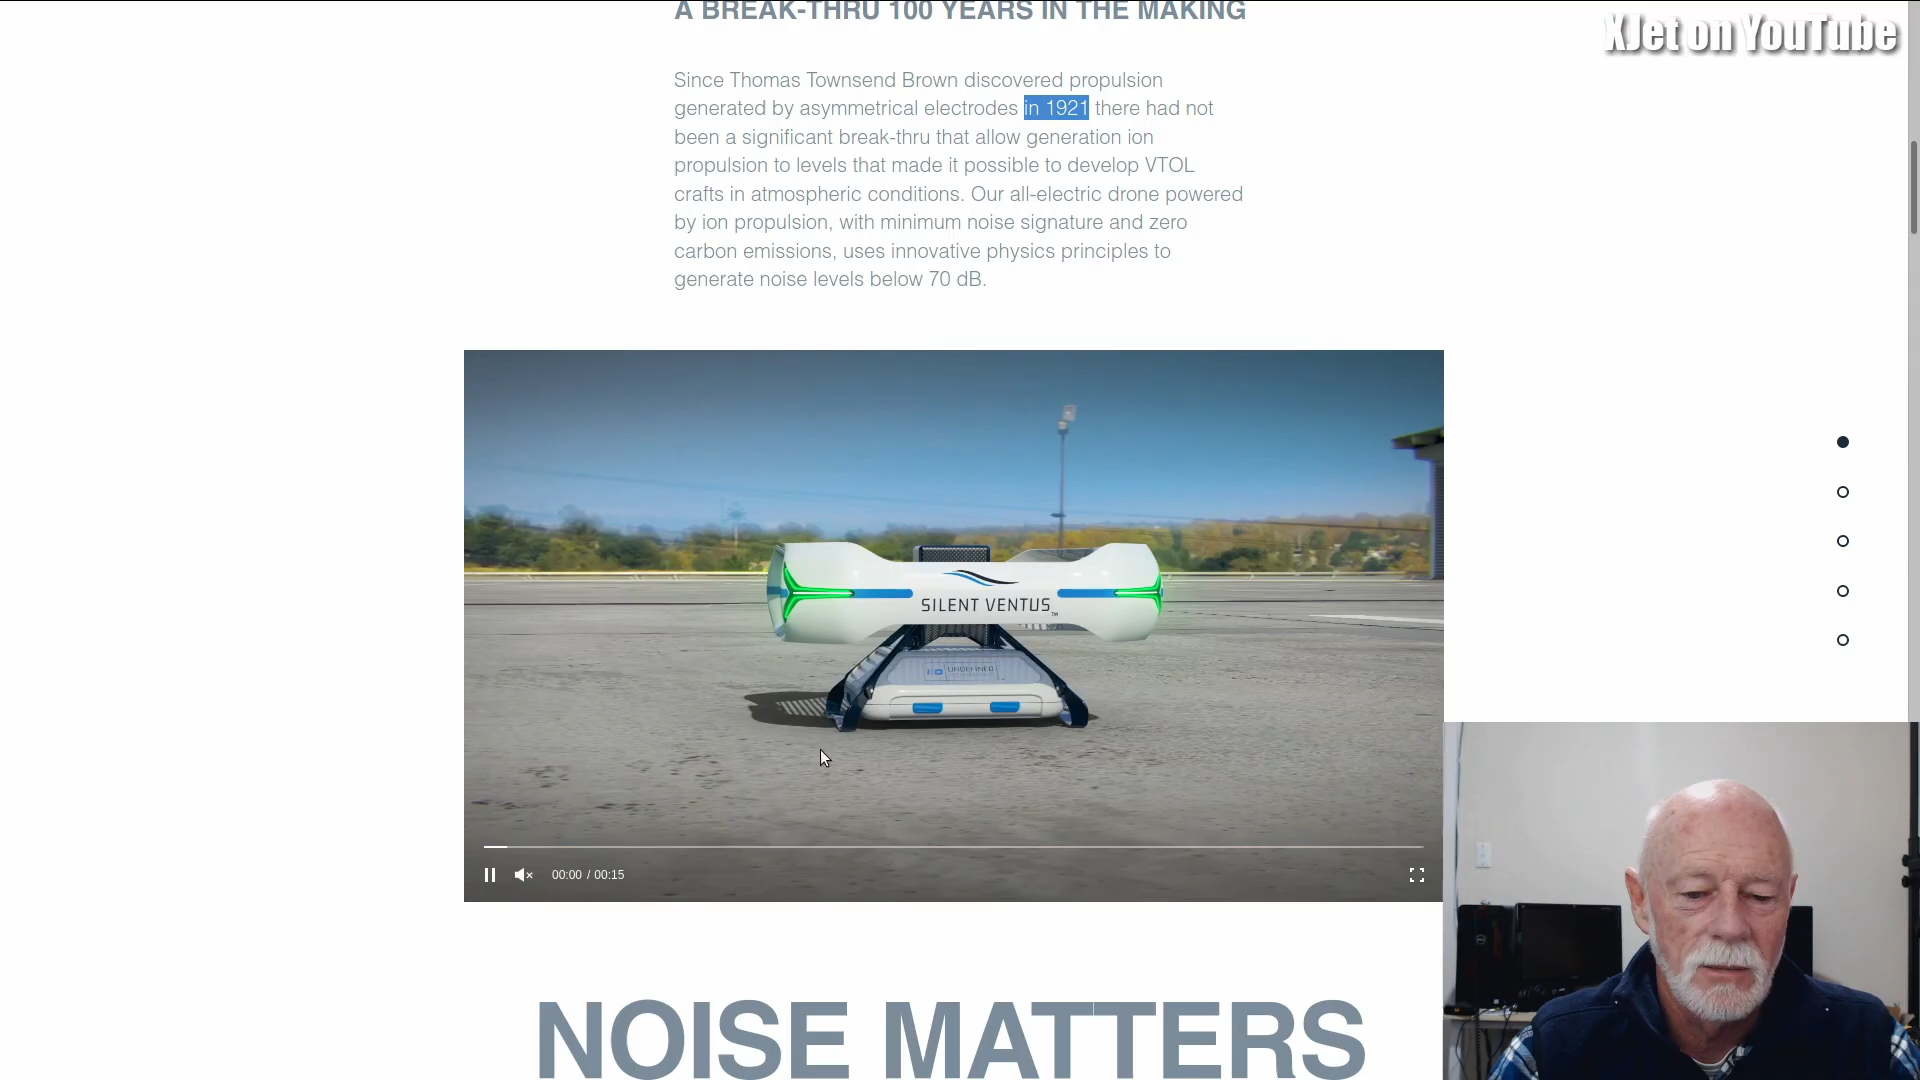 A BREAK-THRU 100 YEARS IN THE MAKING
XJet on YouTube
Since Thomas Townsend Brown discovered propulsion
generated by asymmetrical electrodes in 1921 there had not
been a significant break-thru that allow generation ion
propulsion to levels that made it possible to develop VTOL
crafts in atmospheric conditions. Our all-electric drone powered
by ion propulsion, with minimum noise signature and zero
carbon emissions, uses innovative physics principles to
generate noise levels below 70 dB.
SILENT VENTUS™
UNDEFINED
00:00 / 00:15
NOISE MATTERS